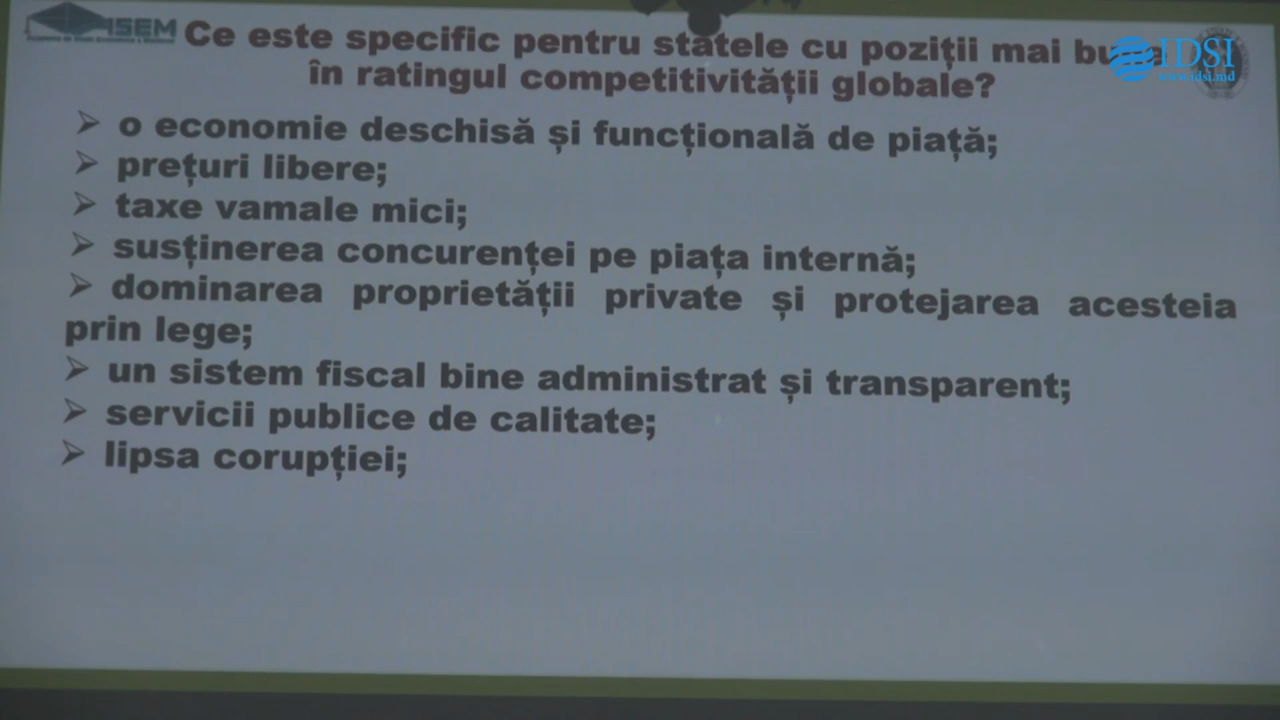 ASEM
Ce este specific pentru statele cu poziții mai
în ratingul competitivității globale?
IDSI
www.idsi.md
o economie deschisă și funcțională de piață;
prețuri libere;
taxe vamale mici;
susținerea concurenței pe piața internă;
dominarea proprietății private și protejarea acesteia
prin lege;
un sistem fiscal bine administrat și transparent;
servicii publice de calitate;
lipsa corupției;